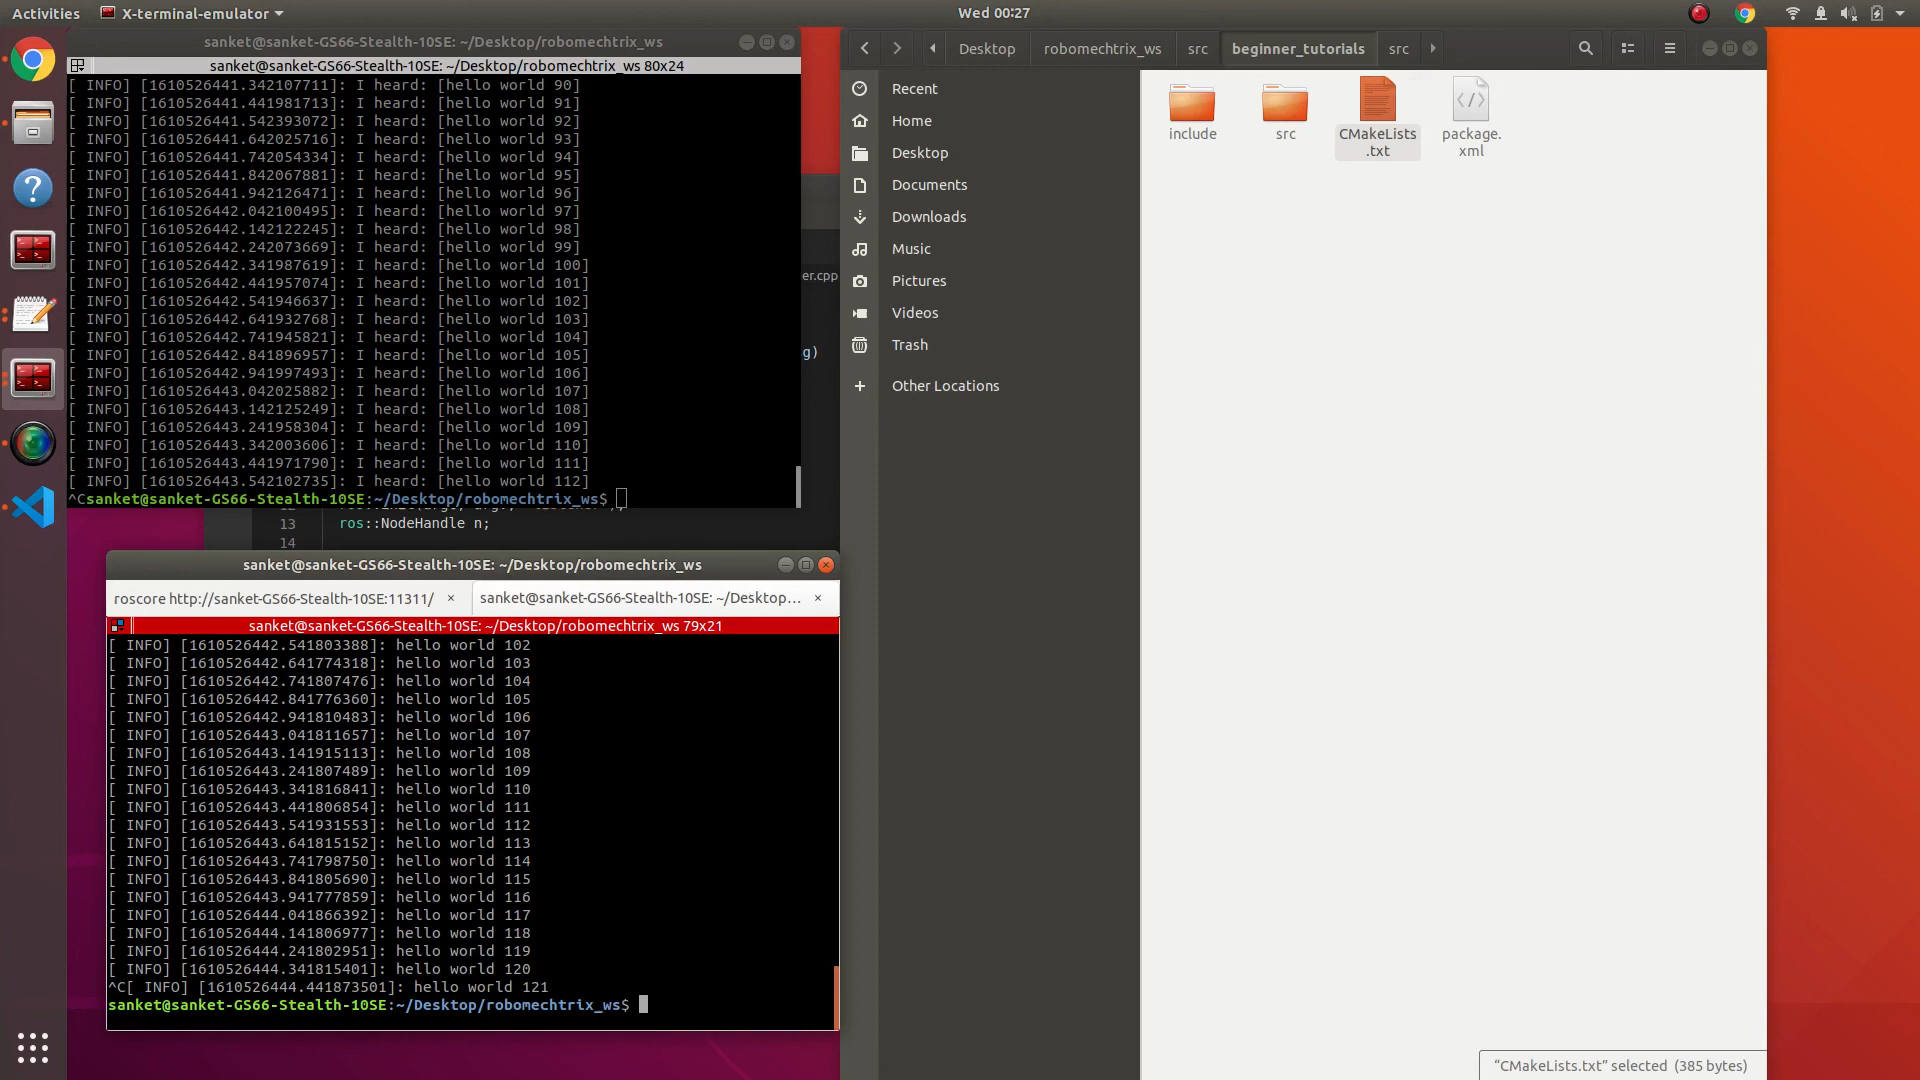 Activities
X-terminal-emulator
Wed 00:27
sanket@sanket-GS66-Stealth-10SE: ~/Desktop/robomechtrix_ws
sanket@sanket-GS66-Stealth-10SE: ~/Desktop/robomechtrix_ws 80x24
[ INFO] [1610526441.342107711]: I heard: [hello world 90]
[ INFO] [1610526441.441981713]: I heard: [hello world 91]
[ INFO] [1610526441.542393072]: I heard: [hello world 92]
[ INFO] [1610526441.642025716]: I heard: [hello world 93]
[ INFO] [1610526441.742054334]: I heard: [hello world 94]
[ INFO] [1610526441.842067881]: I heard: [hello world 95]
[ INFO] [1610526441.942126471]: I heard: [hello world 96]
[ INFO] [1610526442.042100495]: I heard: [hello world 97]
[ INFO] [1610526442.142122245]: I heard: [hello world 98]
[ INFO] [1610526442.242073669]: I heard: [hello world 99]
[ INFO] [1610526442.341987619]: I heard: [hello world 100]
[ INFO] [1610526442.441957074]: I heard: [hello world 101]
[ INFO] [1610526442.541946637]: I heard: [hello world 102]
[ INFO] [1610526442.641932768]: I heard: [hello world 103]
[ INFO] [1610526442.741945821]: I heard: [hello world 104]
[ INFO] [1610526442.841896957]: I heard: [hello world 105]
[ INFO] [1610526442.941997493]: I heard: [hello world 106]
[ INFO] [1610526443.042025882]: I heard: [hello world 107]
[ INFO] [1610526443.142125249]: I heard: [hello world 108]
[ INFO] [1610526443.241958304]: I heard: [hello world 109]
[ INFO] [1610526443.342003606]: I heard: [hello world 110]
[ INFO] [1610526443.441971790]: I heard: [hello world 111]
[ INFO] [1610526443.542102735]: I heard: [hello world 112]
^Csanket@sanket-GS66-Stealth-10SE:~/Desktop/robomechtrix_ws$
er.cpp
g)
13 ros::NodeHandle n;
14
sanket@sanket-GS66-Stealth-10SE: ~/Desktop/robomechtrix_ws
roscore http://sanket-GS66-Stealth-10SE:11311/ ×
sanket@sanket-GS66-Stealth-10SE: ~/Desktop... ×
sanket@sanket-GS66-Stealth-10SE: ~/Desktop/robomechtrix_ws 79x21
[ INFO] [1610526442.541803388]: hello world 102
[ INFO] [1610526442.641774318]: hello world 103
[ INFO] [1610526442.741807476]: hello world 104
[ INFO] [1610526442.841776360]: hello world 105
[ INFO] [1610526442.941810483]: hello world 106
[ INFO] [1610526443.041811657]: hello world 107
[ INFO] [1610526443.141915113]: hello world 108
[ INFO] [1610526443.241807489]: hello world 109
[ INFO] [1610526443.341816841]: hello world 110
[ INFO] [1610526443.441806854]: hello world 111
[ INFO] [1610526443.541931553]: hello world 112
[ INFO] [1610526443.641815152]: hello world 113
[ INFO] [1610526443.741798750]: hello world 114
[ INFO] [1610526443.841805690]: hello world 115
[ INFO] [1610526443.941777859]: hello world 116
[ INFO] [1610526444.041866392]: hello world 117
[ INFO] [1610526444.141806977]: hello world 118
[ INFO] [1610526444.241802951]: hello world 119
[ INFO] [1610526444.341815401]: hello world 120
^C[ INFO] [1610526444.441873501]: hello world 121
sanket@sanket-GS66-Stealth-10SE:~/Desktop/robomechtrix_ws$
Desktop
robomechtrix_ws
src
beginner_tutorials
src
Recent
Home
Desktop
Documents
Downloads
Music
Pictures
Videos
Trash
+ Other Locations
include
src
CMakeLists
.txt
package.
xml
“CMakeLists.txt” selected (385 bytes)